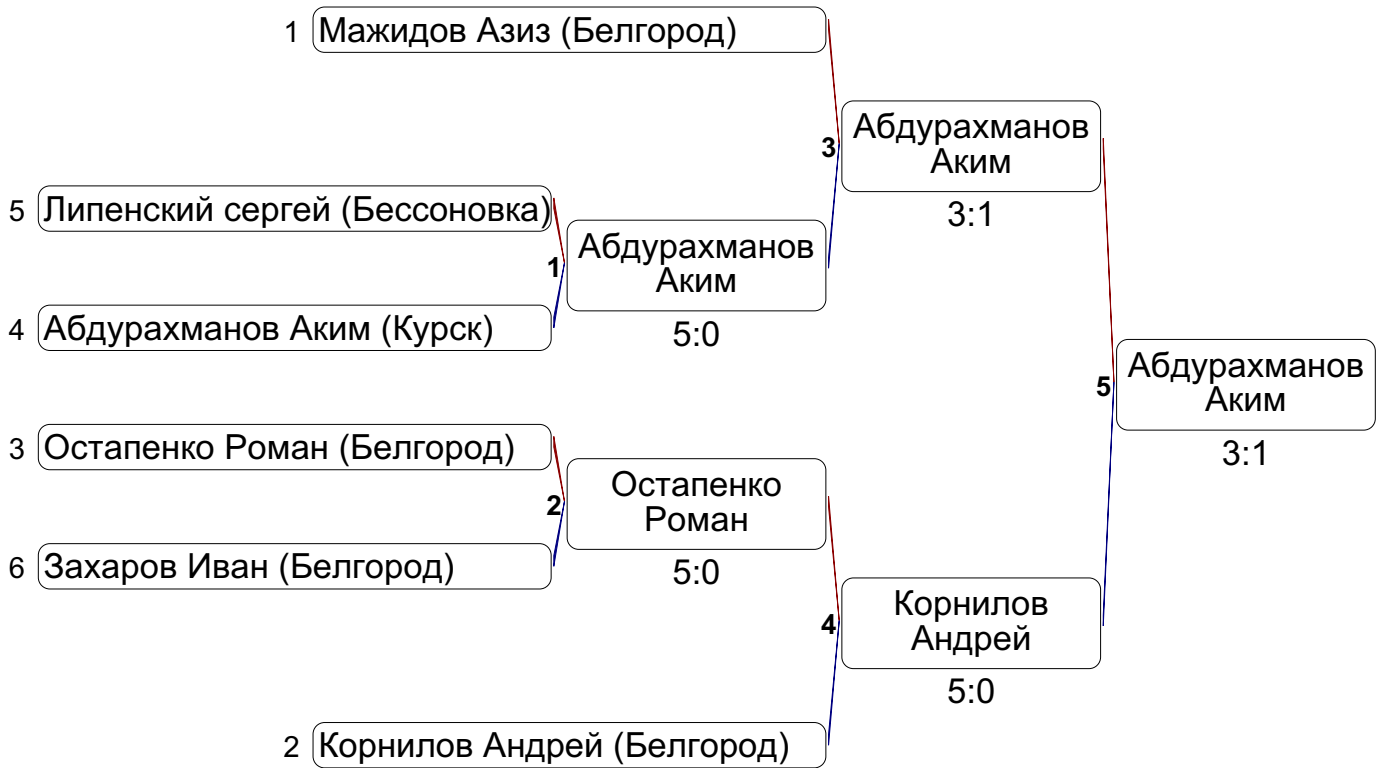 1 Мажидов Азиз (Белгород)
3 Абдурахманов
Аким
3:1
5 Липенский сергей (Бессоновка)
1 Абдурахманов
Аким
5:0
4 Абдурахманов Аким (Курск)
5 Абдурахманов
Аким
3:1
3 Остапенко Роман (Белгород)
2 Остапенко
Роман
5:0
6 Захаров Иван (Белгород)
4 Корнилов
Андрей
5:0
2 Корнилов Андрей (Белгород)